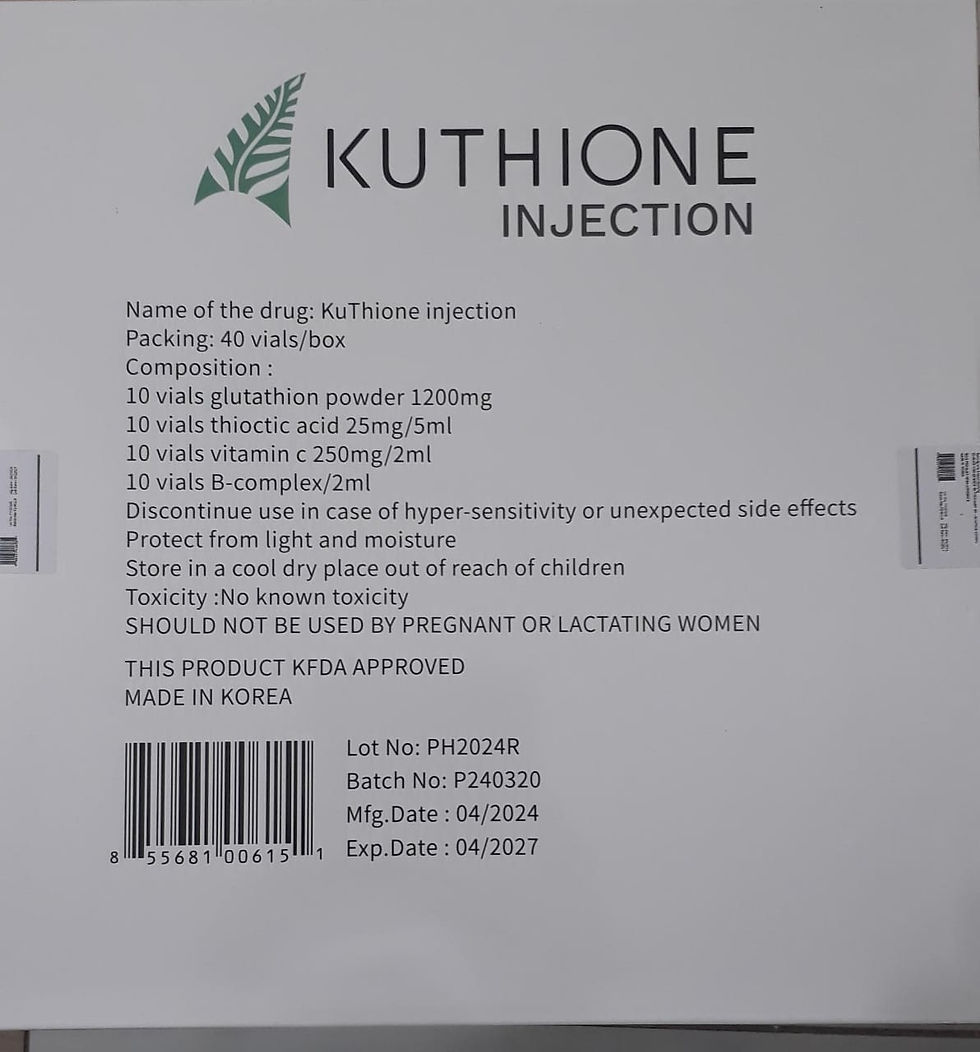 KUTHIONE
INJECTION
Name of the drug: KuThione injection
Packing: 40 vials/box
Composition :
10 vials glutathion powder 1200mg
10 vials thioctic acid 25mg/5ml
10 vials vitamin c 250mg/2ml
10 vials B-complex/2ml
Discontinue use in case of hyper-sensitivity or unexpected side effects
Protect from light and moisture
Store in a cool dry place out of reach of children
Toxicity :No known toxicity
SHOULD NOT BE USED BY PREGNANT OR LACTATING WOMEN
THIS PRODUCT KFDA APPROVED
MADE IN KOREA
Lot No: PH2024R
Batch No: P240320
Mfg.Date : 04/2024
Exp.Date : 04/2027
8 55681 00615 1